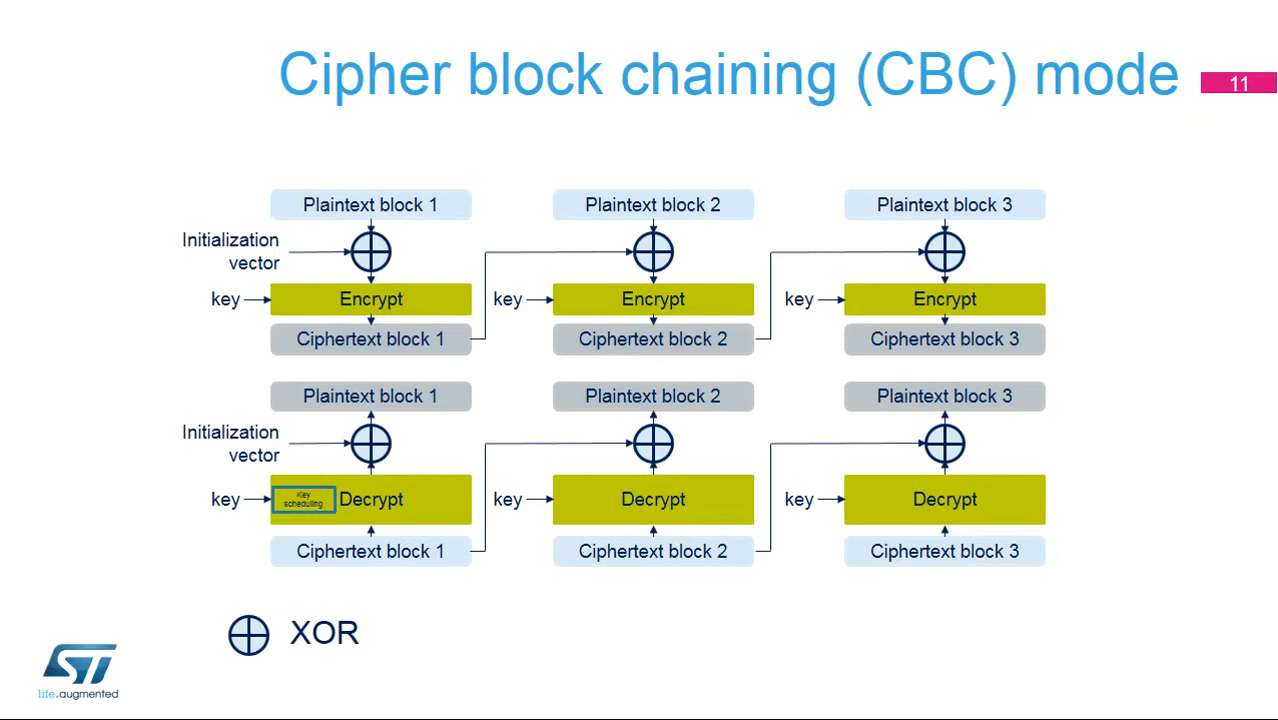 Cipher block chaining (CBC) mode
11
Plaintext block 1
Plaintext block 2
Plaintext block 3
Initialization
vector
key
Encrypt
key
Encrypt
key
Encrypt
Ciphertext block 1
Ciphertext block 2
Ciphertext block 3
Plaintext block 1
Plaintext block 2
Plaintext block 3
Initialization
vector
key
Key
scheduling
Decrypt
key
Decrypt
key
Decrypt
Ciphertext block 1
Ciphertext block 2
Ciphertext block 3
XOR
ST
life.augmented